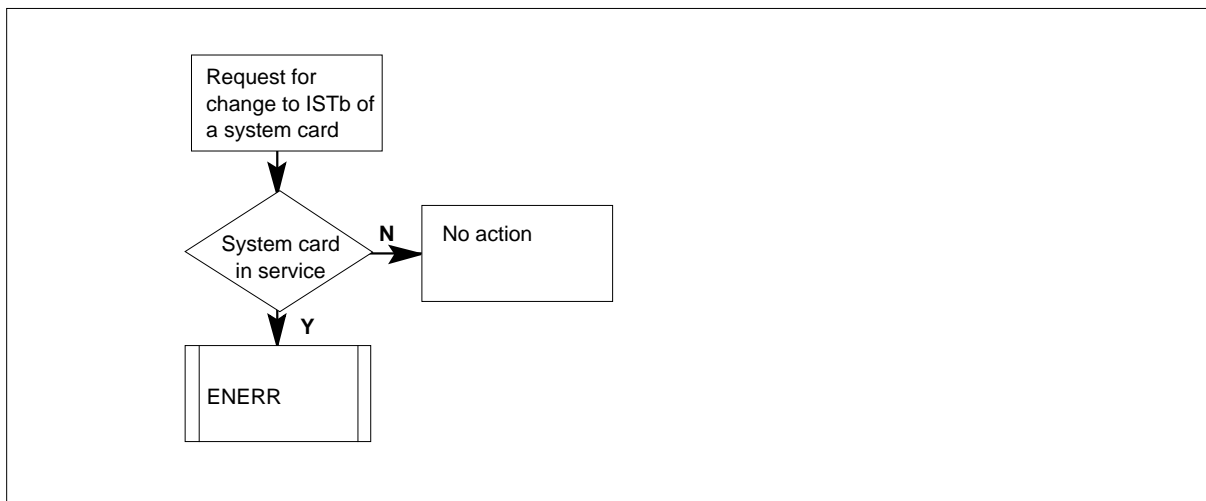 Request for
change to ISTb of
a system card
System card
in service
N
No action
Y
ENERR